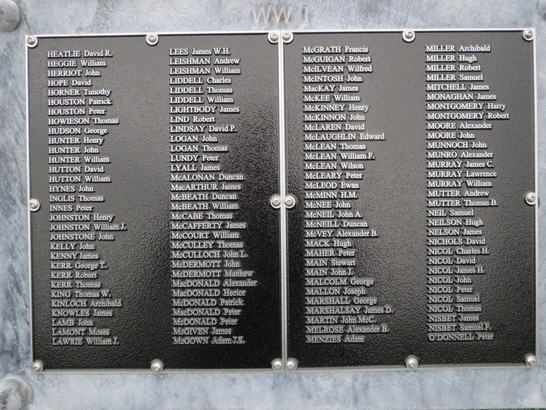 WW I
HEATLIE David R.
HEGGIE William
HERRIOT John
HOPE David
HORNER Timothy
HOUSTON Patrick
HOUSTON Peter
HOWIESON Thomas
HUDSON George
HUNTER Henry
HUNTER John
HUNTER William
HUTTON David
HUTTON William
HYNES John
INGLIS Thomas
INNES Peter
JOHNSTON Henry
JOHNSTON William J.
JOHNSTONE John
KELLY John
KENNY James
KERR George T.
KERR Robert
KERR Thomas
KING Thomas W.
KINLOCH Archibald
KNOWLES James
LAMB John
LAMONT Moses
LAWRIE William J.
LEES James W.H.
LEISHMAN Andrew
LEISHMAN William
LIDDELL Charles
LIDDELL Thomas
LIDDELL William
LIGHTBODY James
LIND Robert
LINDSAY David P.
LOGAN John
LOGAN Thomas
LUNDY Peter
LYALL James
McALONAN Duncan
MacARTHUR James
McBEATH Duncan
McBEATH William
McCABE Thomas
McCAFFERTY James
McCOURT William
McCULLEY Thomas
McCULLOCH John L.
McDERMOTT John
McDERMOTT Matthew
MacDONALD Alexander
MacDONALD Hector
MacDONALD Patrick
MacDONALD Peter
McDONALD Peter
McGIVEN James
McGOWN Adam J.S.
McGRATH Francis
McGUIGAN Robert
McILVEAN Wilfred
McINTOSH John
MacKAY James
McKEE William
McKINNEY Henry
McKINNON John
McLAREN David
McLAUGHLIN Edward
McLEAN Thomas
McLEAN William F.
McLEAN Wilson
McLEARY Peter
McLEOD Ewan
McMINN H.M.
McNEE John
McNEIL John A.
McNEILL Duncan
McVEY Alexander B.
MACK Hugh
MAHER Peter
MAIN Stewart
MAIN John J.
MALCOLM George
MALLON Joseph
MARSHALL George
MARSHALSAY James D.
MARTIN John McC.
MELROSE Alexander B.
MENZIES Adam
MILLER Archibald
MILLER Hugh
MILLER Robert
MILLER Samuel
MITCHELL James
MONAGHAN James
MONTGOMERY Harry
MONTGOMERY Robert
MOORE Alexander
MOORE John
MUNNOCH John
MUNRO Alexander
MURRAY James C.
MURRAY Lawrence
MURRAY William
MUTTER Andrew
MUTTER Thomas B.
NEIL Samuel
NEILSON Hugh
NELSON James
NICHOLS David
NICOL Charles H.
NICOL David
NICOL James H.
NICOL John
NICOL Peter
NICOL Samuel
NICOL Thomas
NISBET James
NISBET Samuel F.
O'DONNELL Peter